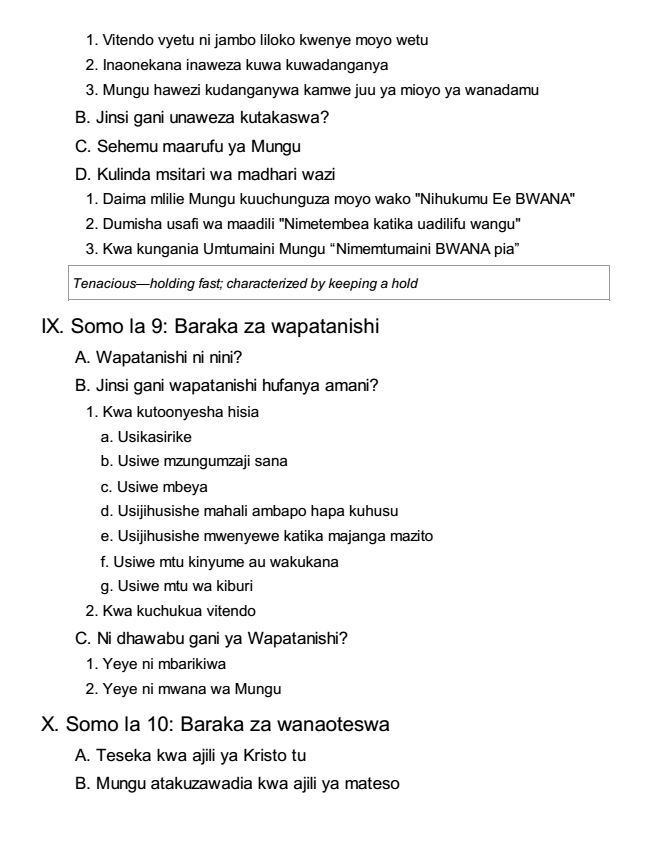 1. Vitendo vyetu ni jambo liloko kwenye moyo wetu
2. Inaonekana inaweza kuwa kuwadanganya
3. Mungu hawezi kudanganywa kamwe juu ya mioyo ya wanadamu
B. Jinsi gani unaweza kutakaswa?
C. Sehemu maarufu ya Mungu
D. Kulinda msitari wa madhari wazi
1. Daima mlilie Mungu kuuchunguza moyo wako "Nihukumu Ee BWANA"
2. Dumisha usafi wa maadili "Nimetembea katika uadilifu wangu"
3. Kwa kungania Umtumaini Mungu “Nimemtumaini BWANA pia”
Tenacious—holding fast; characterized by keeping a hold
IX. Somo la 9: Baraka za wapatanishi
A. Wapatanishi ni nini?
B. Jinsi gani wapatanishi hufanya amani?
1. Kwa kutoonyesha hisia
a. Usikasirike
b. Usiwe mzungumzaji sana
c. Usiwe mbeya
d. Usijihusishe mahali ambapo hapa kuhusu
e. Usijihusishe mwenyewe katika majanga mazito
f. Usiwe mtu kinyume au wakukana
g. Usiwe mtu wa kiburi
2. Kwa kuchukua vitendo
C. Ni dhawabu gani ya Wapatanishi?
1. Yeye ni mbarikiwa
2. Yeye ni mwana wa Mungu
X. Somo la 10: Baraka za wanaoteswa
A. Teseka kwa ajili ya Kristo tu
B. Mungu atakuzawadia kwa ajili ya mateso